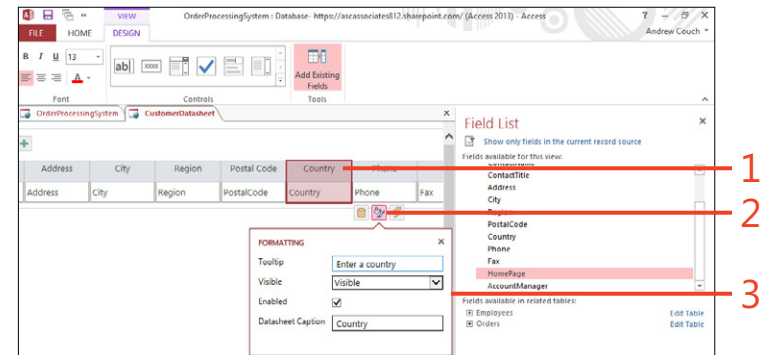 VIEW OrderProcessingSystem : Database- https://ascassociates812.sharepoint.com/ (Access 2013) - Access ?
FILE HOME DESIGN Andrew Couch
B I U 13
ab| XXXX
A
Add Existing
Fields
Font Controls Tools
OrderProcessingSystem CustomerDatasheet
Field List
Show only fields in the current record source
Fields available for this view:
ContactName
Address City Region Postal Code Country Phone 1
ContactTitle
Address City Region PostalCode Country Phone Fax
Address
City
Region 2
PostalCode
Country
Phone
Fax
HomePage
AccountManager 3
Fields available in related tables:
Employees Edit Table
Orders Edit Table
FORMATTING
Tooltip Enter a country
Visible Visible
Enabled
Datasheet Caption Country